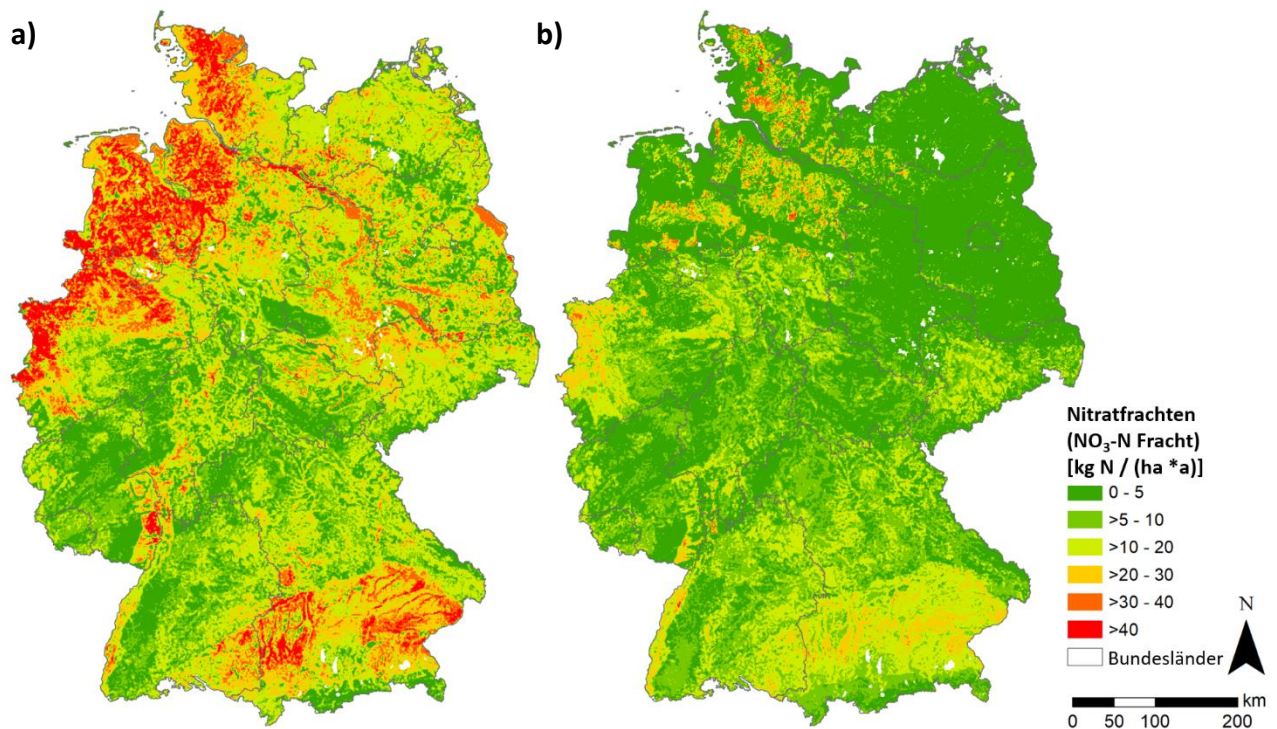 a)
b)
Nitratfrachten
(NO₃-N Fracht)
[kg N / (ha *a)]
0 - 5
>5 - 10
>10 - 20
>20 - 30
>30 - 40
>40
Bundesländer
N
km
0 50 100 200